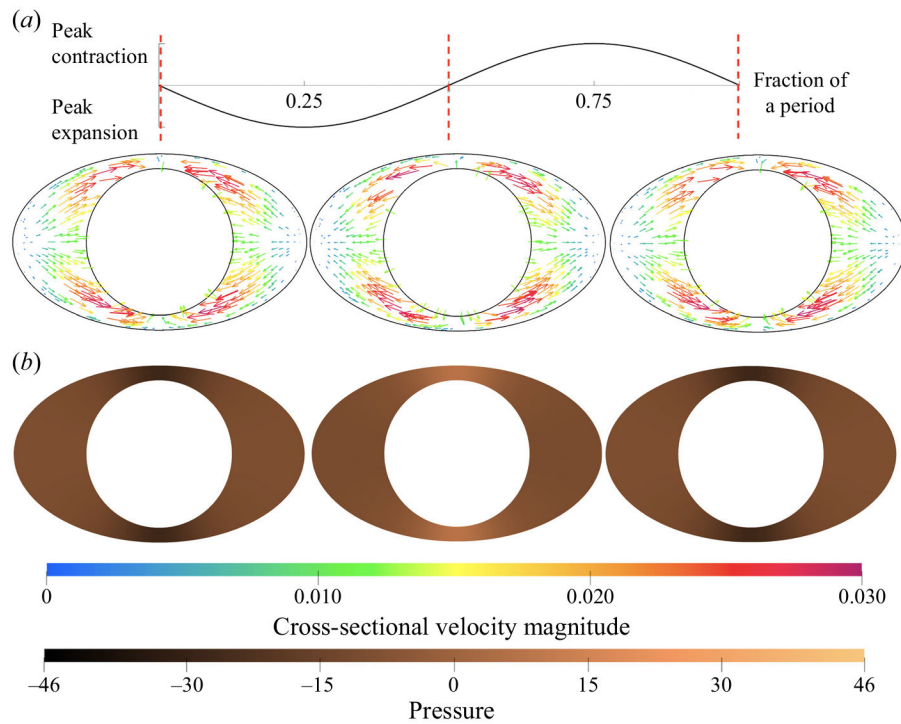 (a)
Peak
contraction
Peak
expansion
0.25
0.75
Fraction of
a period
(b)
0
0.010
0.020
0.030
Cross-sectional velocity magnitude
–46
–30
–15
0
15
30
46
Pressure